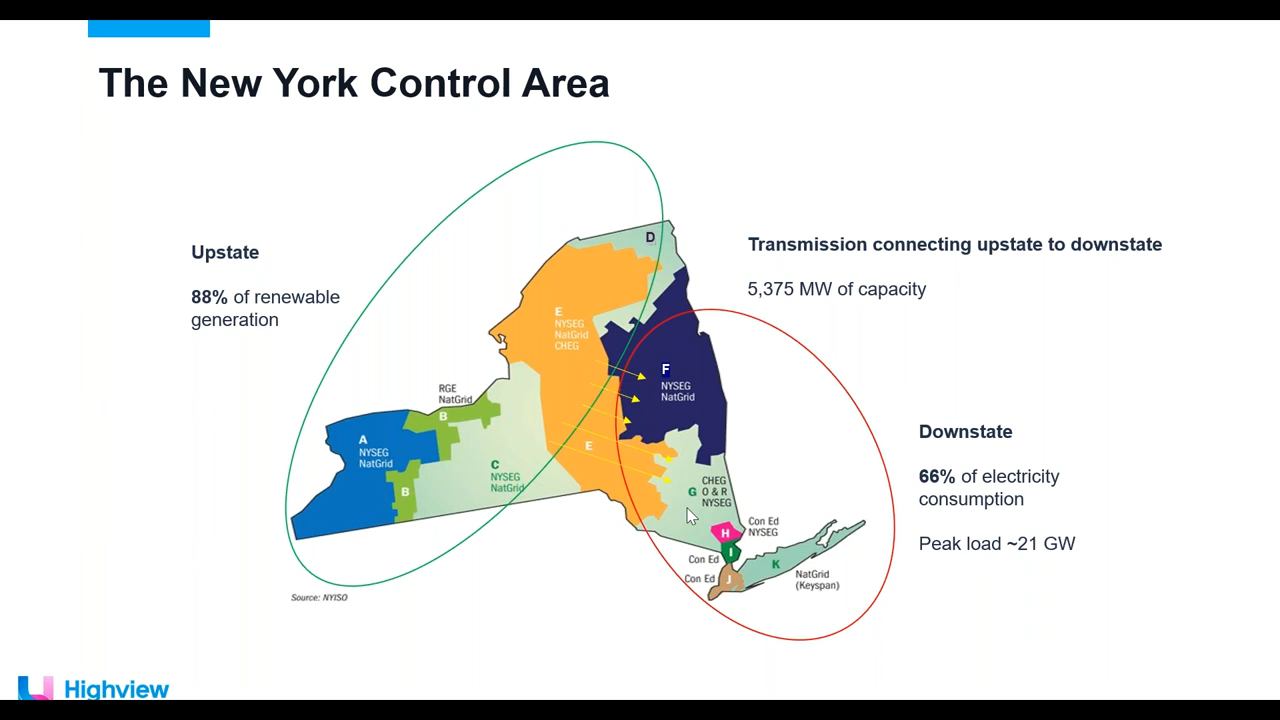 The New York Control Area
Upstate
88% of renewable
generation
Transmission connecting upstate to downstate
5,375 MW of capacity
Downstate
66% of electricity
consumption
Peak load ~21 GW
D
E
NYSEG
NatGrid
CHEG
F
NYSEG
NatGrid
RGE
NatGrid
B
A
NYSEG
NatGrid
E
C
NYSEG
NatGrid
B
G
CHEG
O & R
NYSEG
H
Con Ed
NYSEG
I
Con Ed
J
Con Ed
K
NatGrid
(Keyspan)
Source: NYISO
Highview